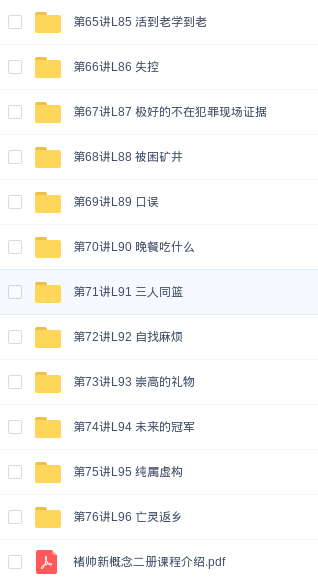 第65讲L85 活到老学到老
第66讲L86 失控
第67讲L87 极好的不在犯罪现场证据
第68讲L88 被困矿井
第69讲L89 口误
第70讲L90 晚餐吃什么
第71讲L91 三人同篮
第72讲L92 自找麻烦
第73讲L93 崇高的礼物
第74讲L94 未来的冠军
第75讲L95 纯属虚构
第76讲L96 亡灵返乡
褚帅新概念二册课程介绍.pdf